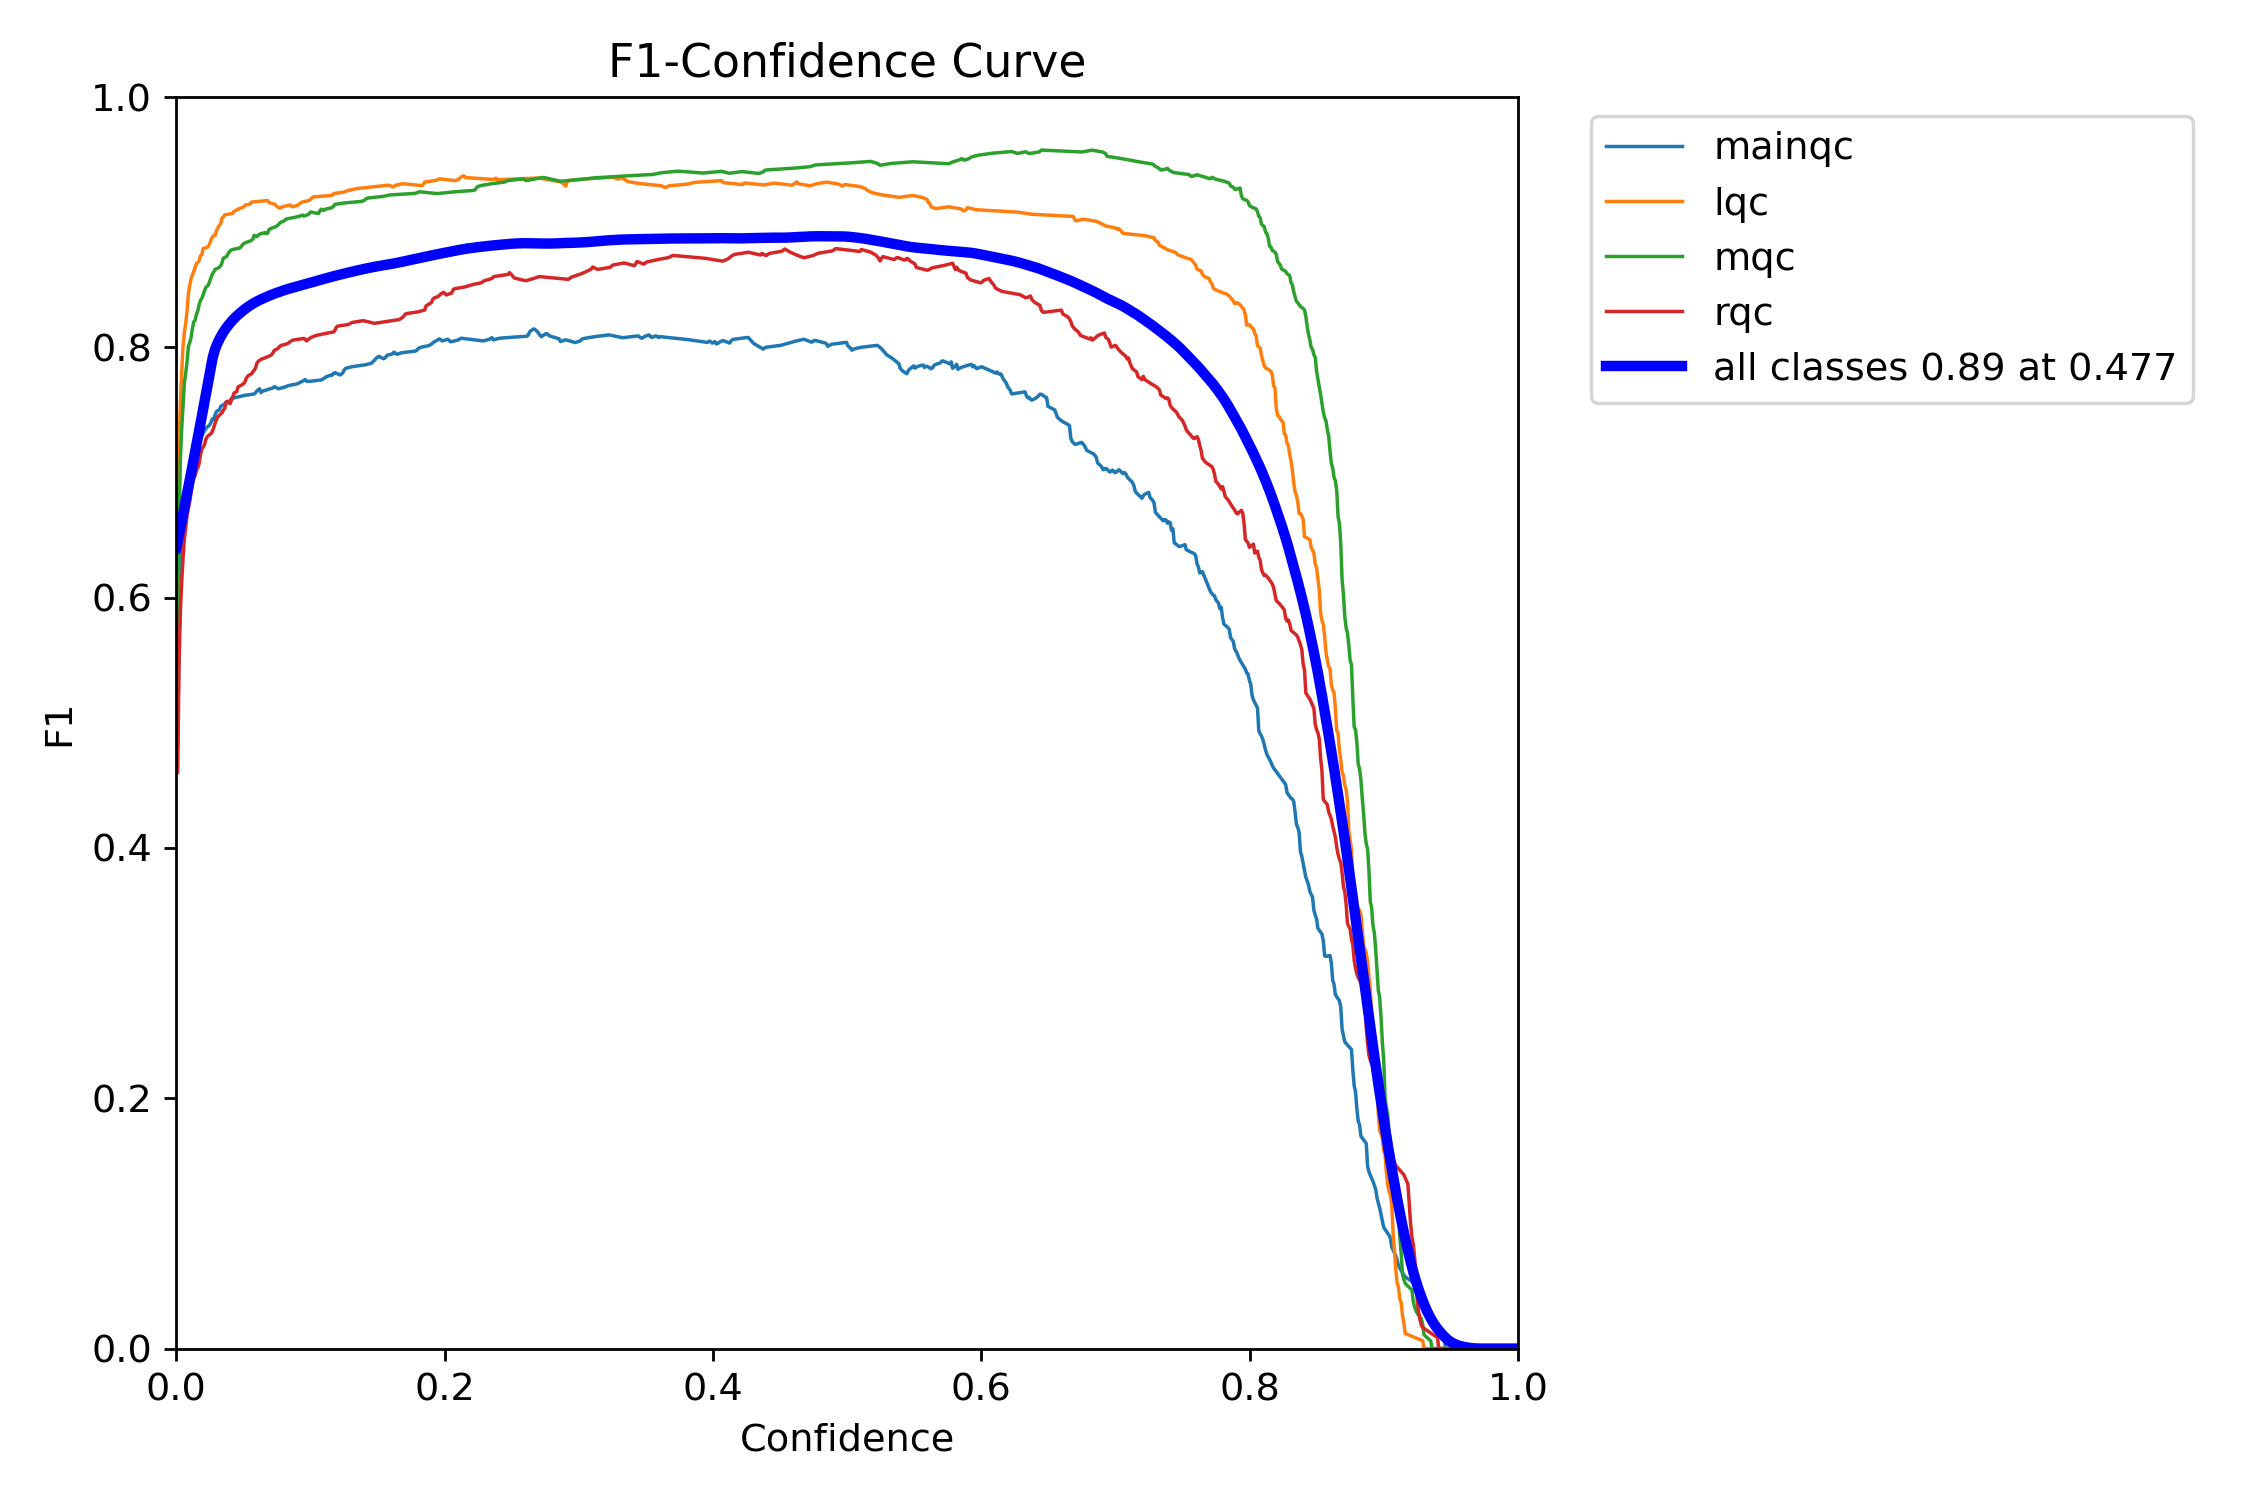 F1-Confidence Curve
1.0
0.8
0.6
0.4
0.2
0.0
F1
0.0 0.2 0.4 0.6 0.8 1.0
Confidence
mainqc
lqc
mqc
rqc
all classes 0.89 at 0.477